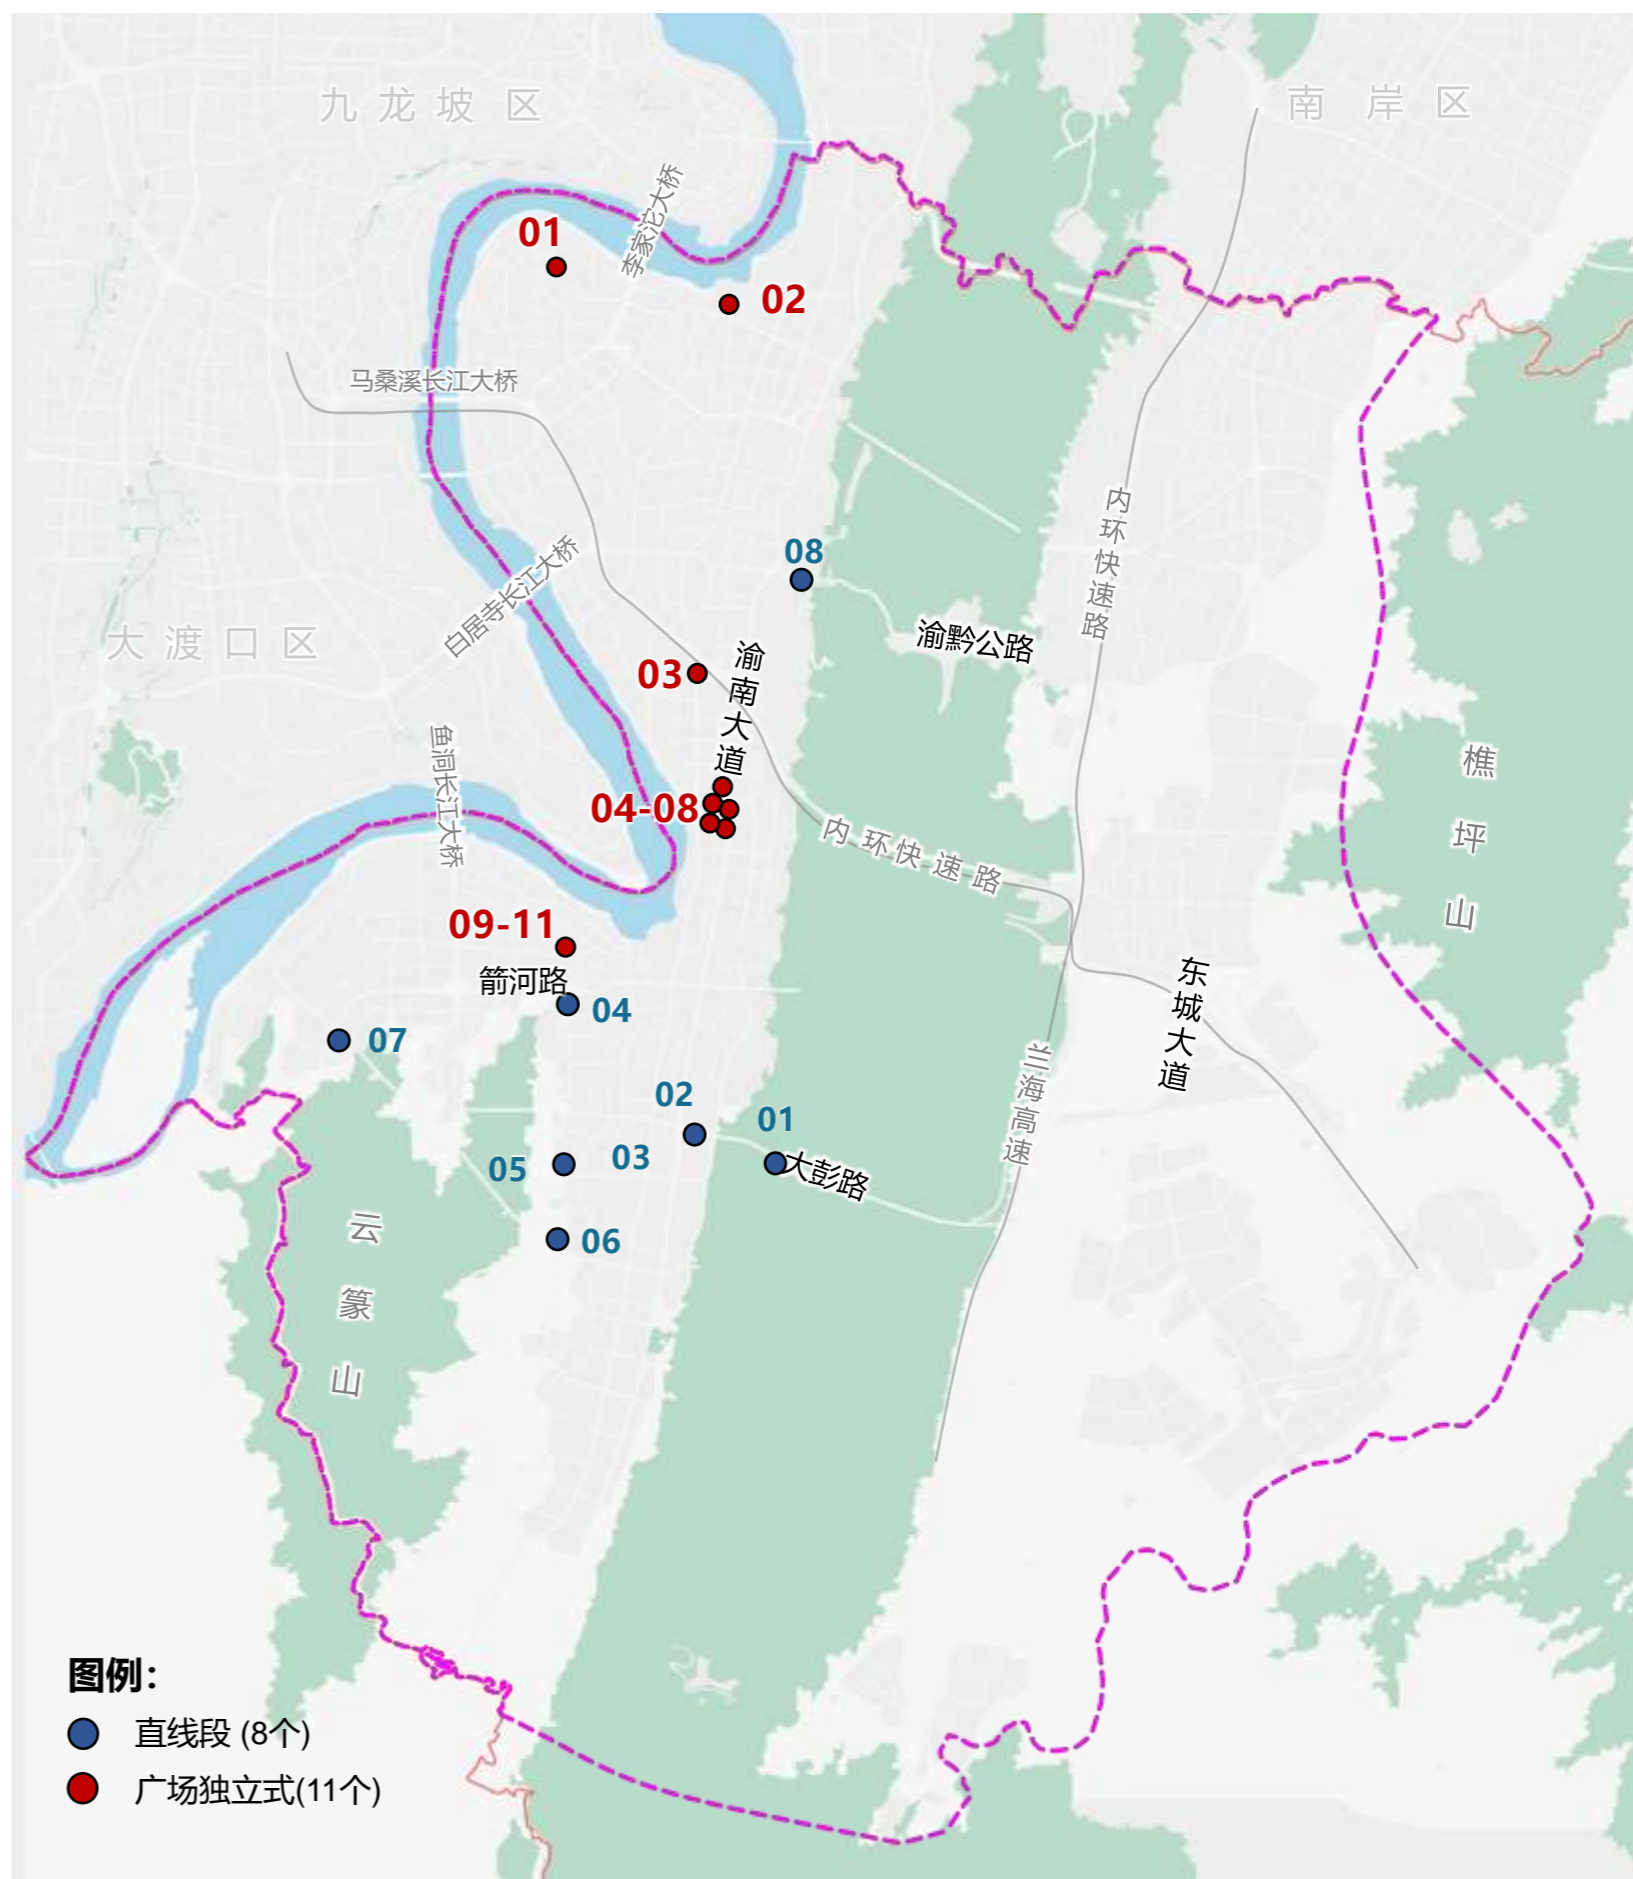 九龙坡区
南岸区
李家沱大桥
01
02
马桑溪长江大桥
内环快速路
08
白居寺长江大桥
大渡口区
渝黔公路
03
渝南大道
鱼洞长江大桥
樵坪山
04-08
内环快速路
09-11
箭河路
04
东城大道
07
兰海高速
02
01
大彭路
05
03
06
云篆山
图例：
直线段 (8个)
广场独立式(11个)